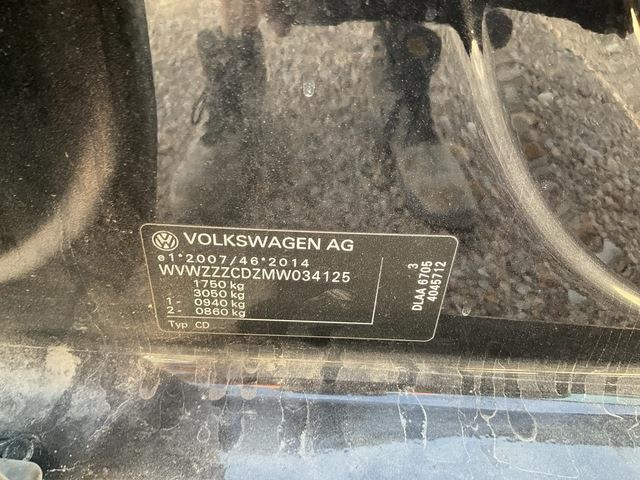 VOLKSWAGEN AG
e1*2007/46*2014
WVWZZZCDZMW034125
1750 kg
3050 kg
1- 0940 kg
2- 0860 kg
Typ CD
3
DLAA 6705
4045712